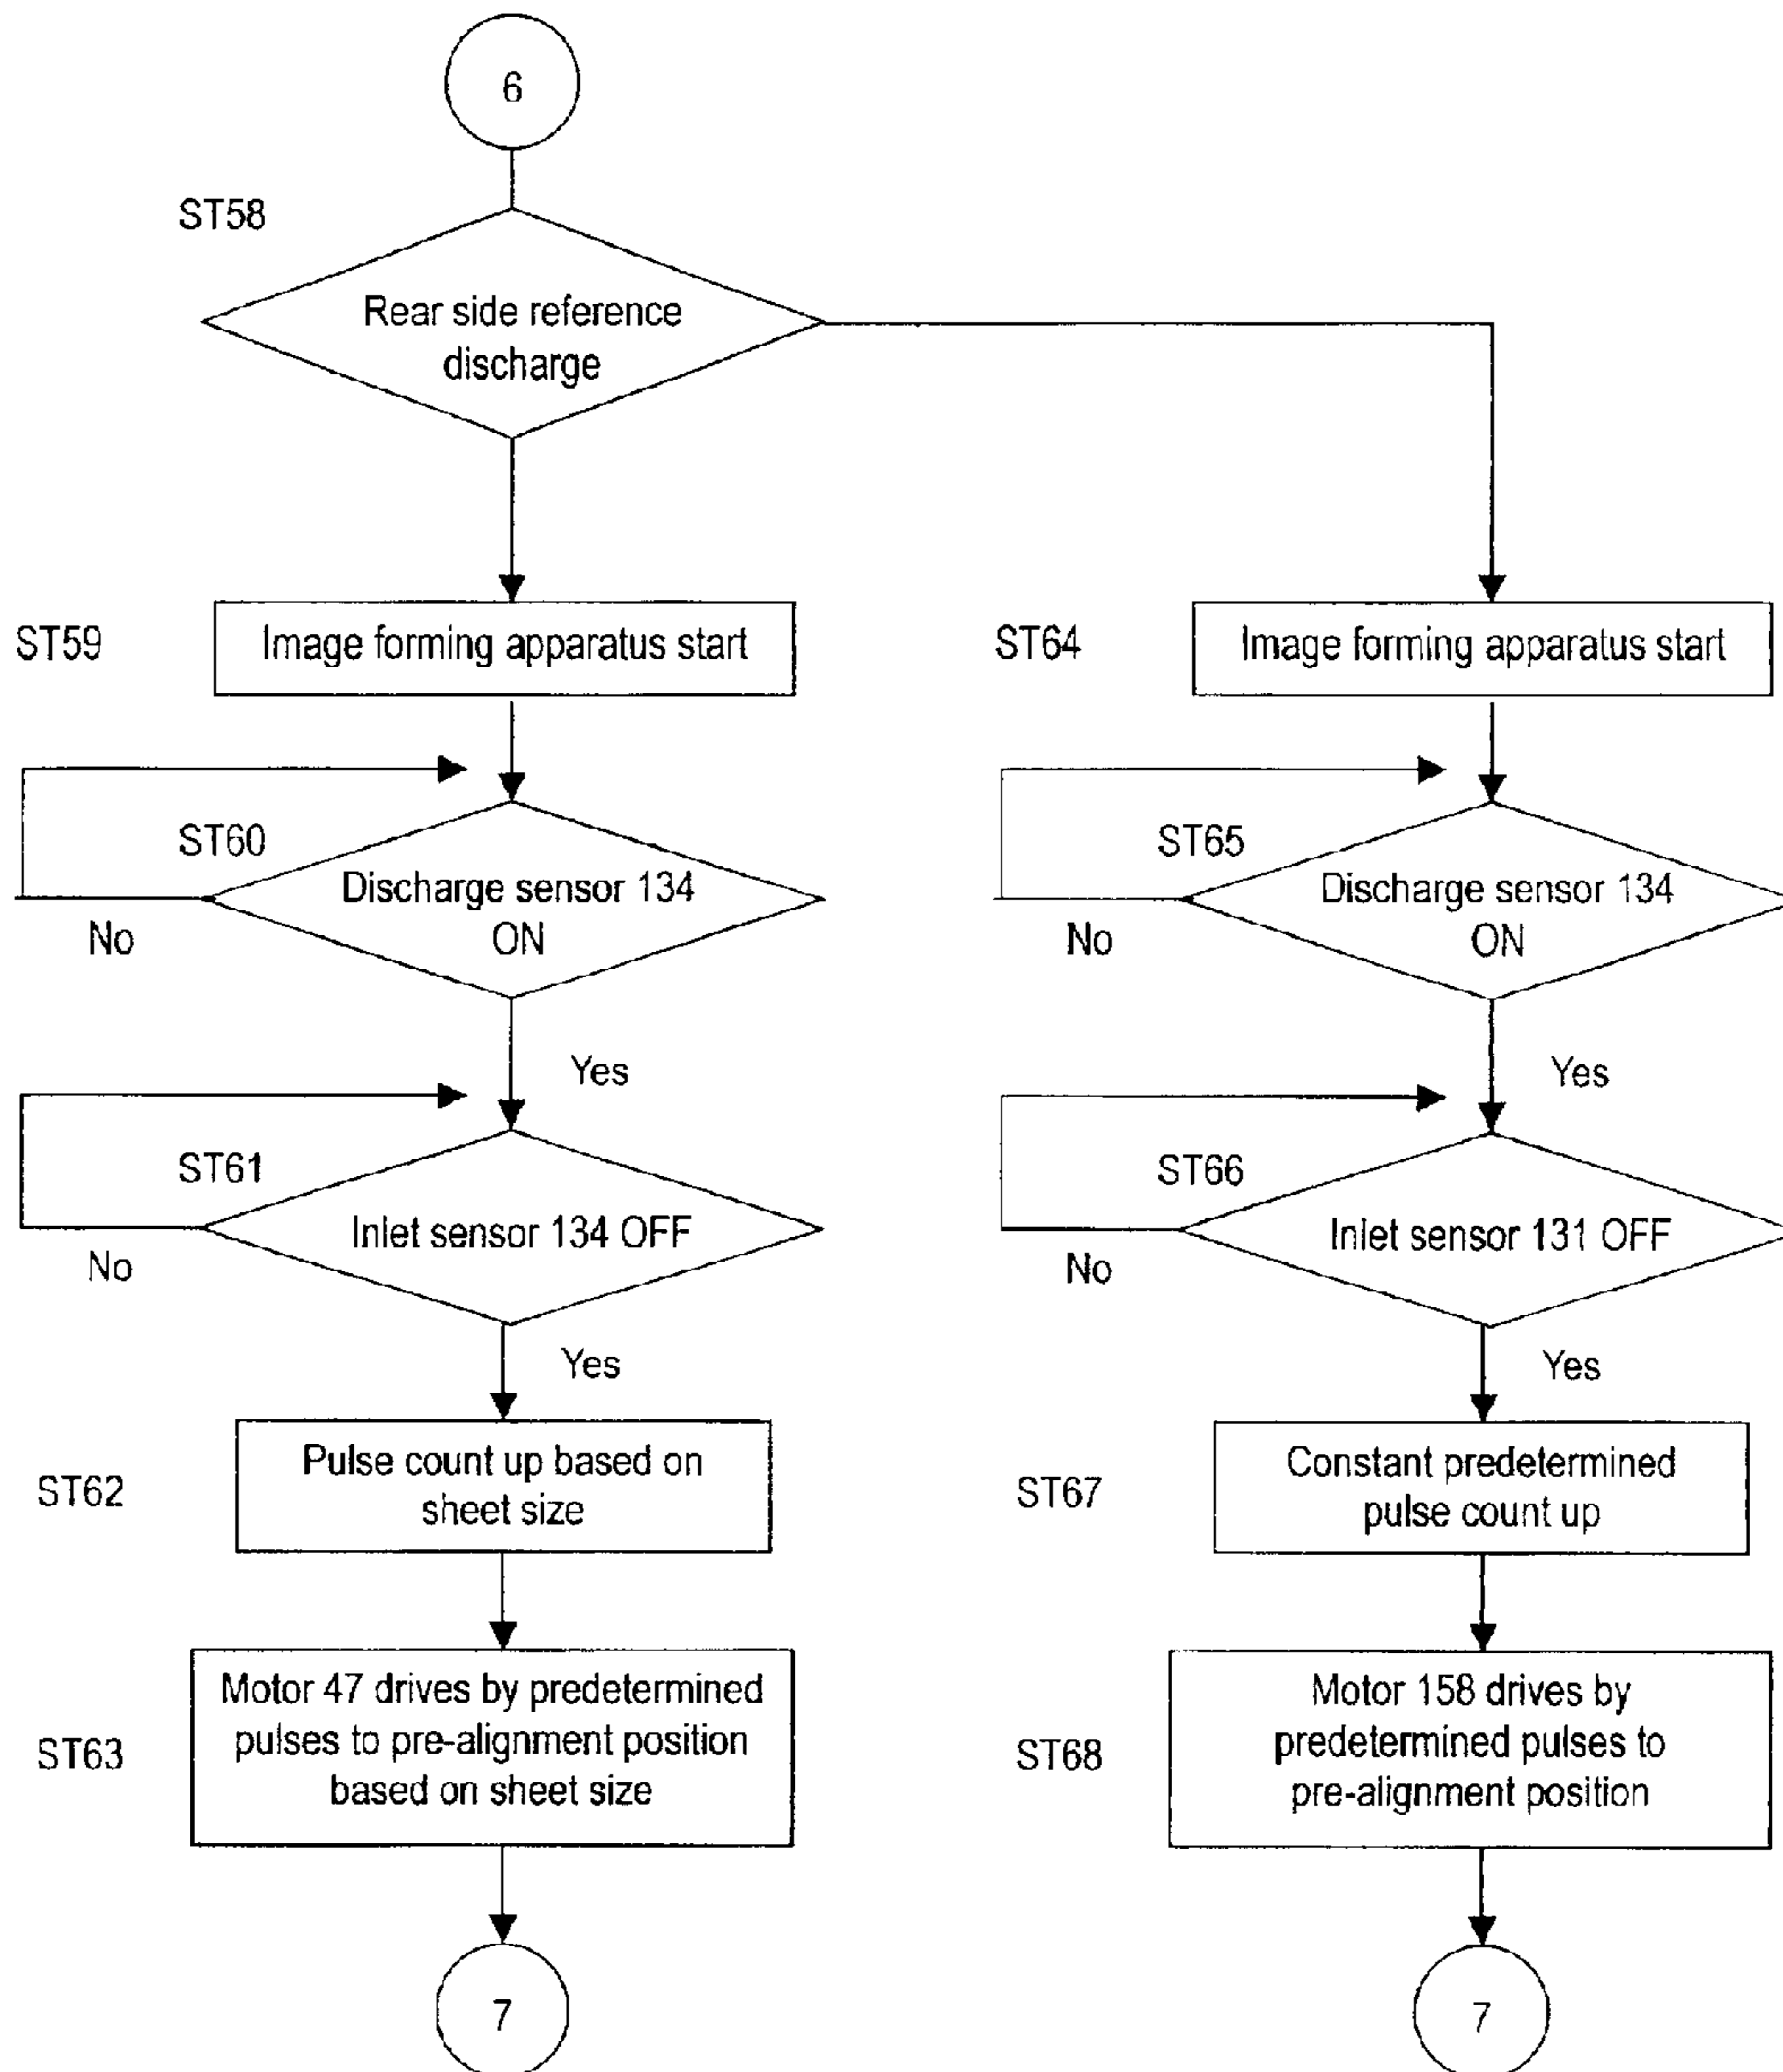 6
ST58
Rear side reference
discharge
ST59
Image forming apparatus start
ST60
Discharge sensor 134
ON
No
Yes
ST61
Inlet sensor 134 OFF
No
Yes
ST62
Pulse count up based on
sheet size
ST63
Motor 47 drives by predetermined
pulses to pre-alignment position
based on sheet size
7
ST64
Image forming apparatus start
ST65
Discharge sensor 134
ON
No
Yes
ST66
Inlet sensor 131 OFF
No
Yes
ST67
Constant predetermined
pulse count up
ST68
Motor 158 drives by
predetermined pulses to
pre-alignment position
7